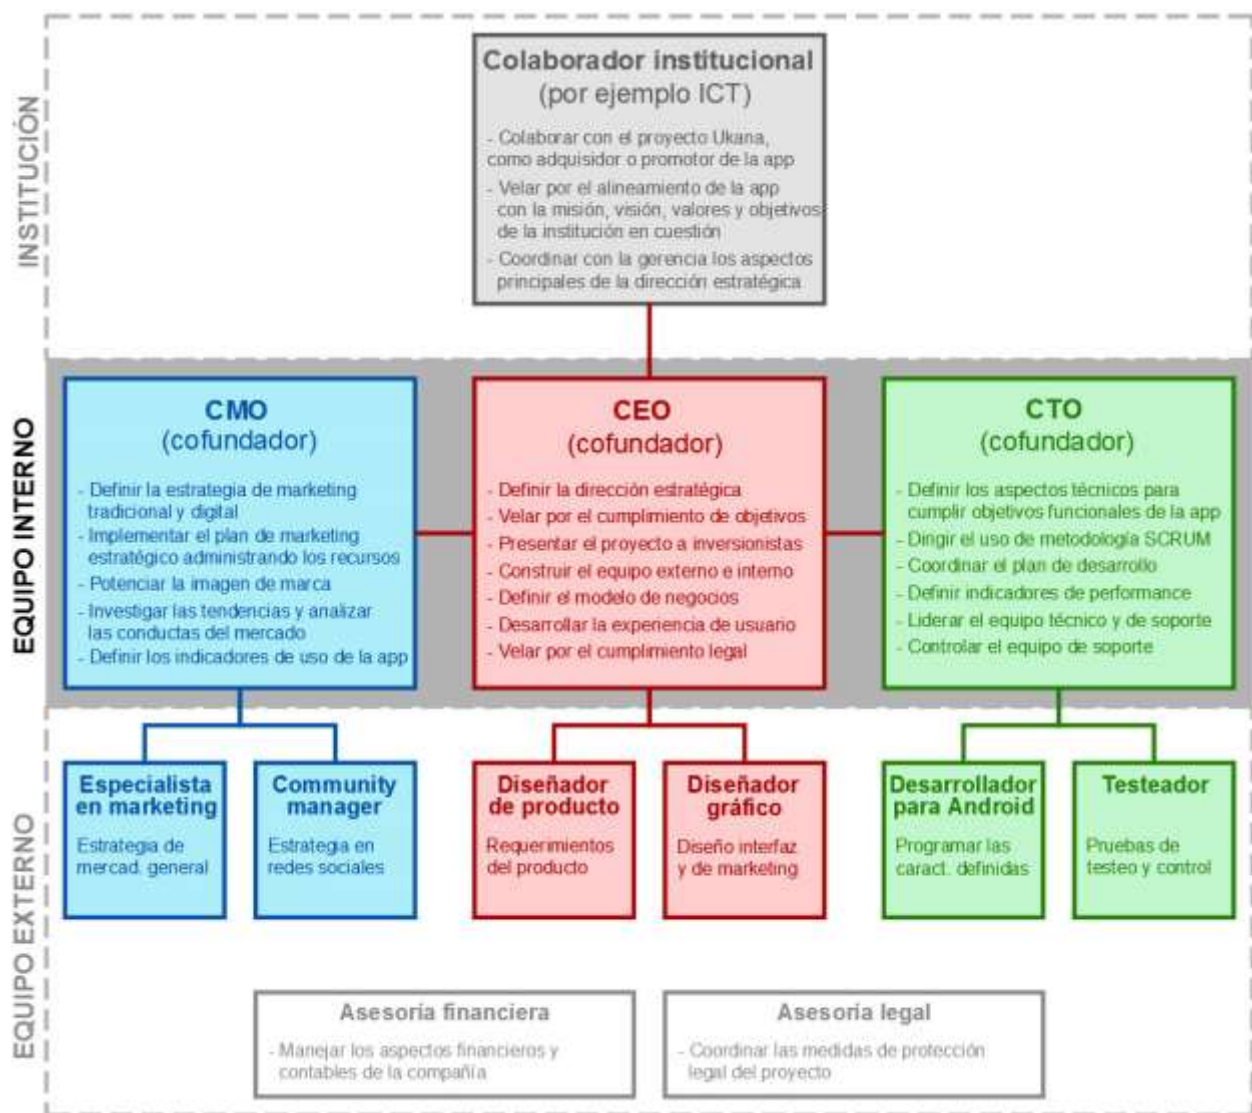 INSTITUCIÓN
Colaborador institucional
(por ejemplo ICT)
- Colaborar con el proyecto Ukana,
como adquisidor o promotor de la app
- Velar por el alineamiento de la app
con la misión, visión, valores y objetivos
de la institución en cuestión
- Coordinar con la gerencia los aspectos
principales de la dirección estratégica
EQUIPO INTERNO
CMO
(cofundador)
- Definir la estrategia de marketing
tradicional y digital
- Implementar el plan de marketing
estratégico administrando los recursos
- Potenciar la imagen de marca
- Investigar las tendencias y analizar
las conductas del mercado
- Definir los indicadores de uso de la app
CEO
(cofundador)
- Definir la dirección estratégica
- Velar por el cumplimiento de objetivos
- Presentar el proyecto a inversionistas
- Construir el equipo externo e interno
- Definir el modelo de negocios
- Desarrollar la experiencia de usuario
- Velar por el cumplimiento legal
CTO
(cofundador)
- Definir los aspectos técnicos para
cumplir objetivos funcionales de la app
- Dirigir el uso de metodología SCRUM
- Coordinar el plan de desarrollo
- Definir indicadores de performance
- Liderar el equipo técnico y de soporte
- Controlar el equipo de soporte
EQUIPO EXTERNO
Especialista
en marketing
Estrategia de
mercad. general
Community
manager
Estrategia en
redes sociales
Diseñador
de producto
Requerimientos
del producto
Diseñador
gráfico
Diseño interfaz
y de marketing
Desarrollador
para Android
Programar las
caract. definidas
Testeador
Pruebas de
testeo y control
Asesoría financiera
- Manejar los aspectos financieros y
contables de la compañía
Asesoría legal
- Coordinar las medidas de protección
legal del proyecto